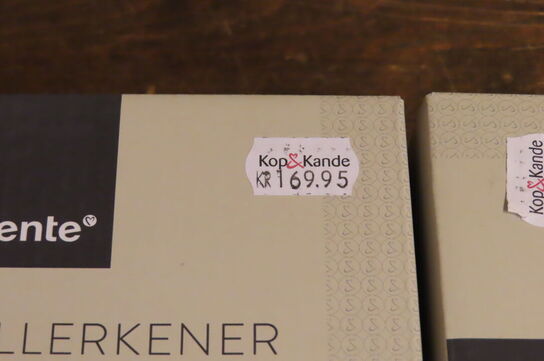 Kop&Kande
KR 169.95
ente
LLERKENER
Kop&Kande